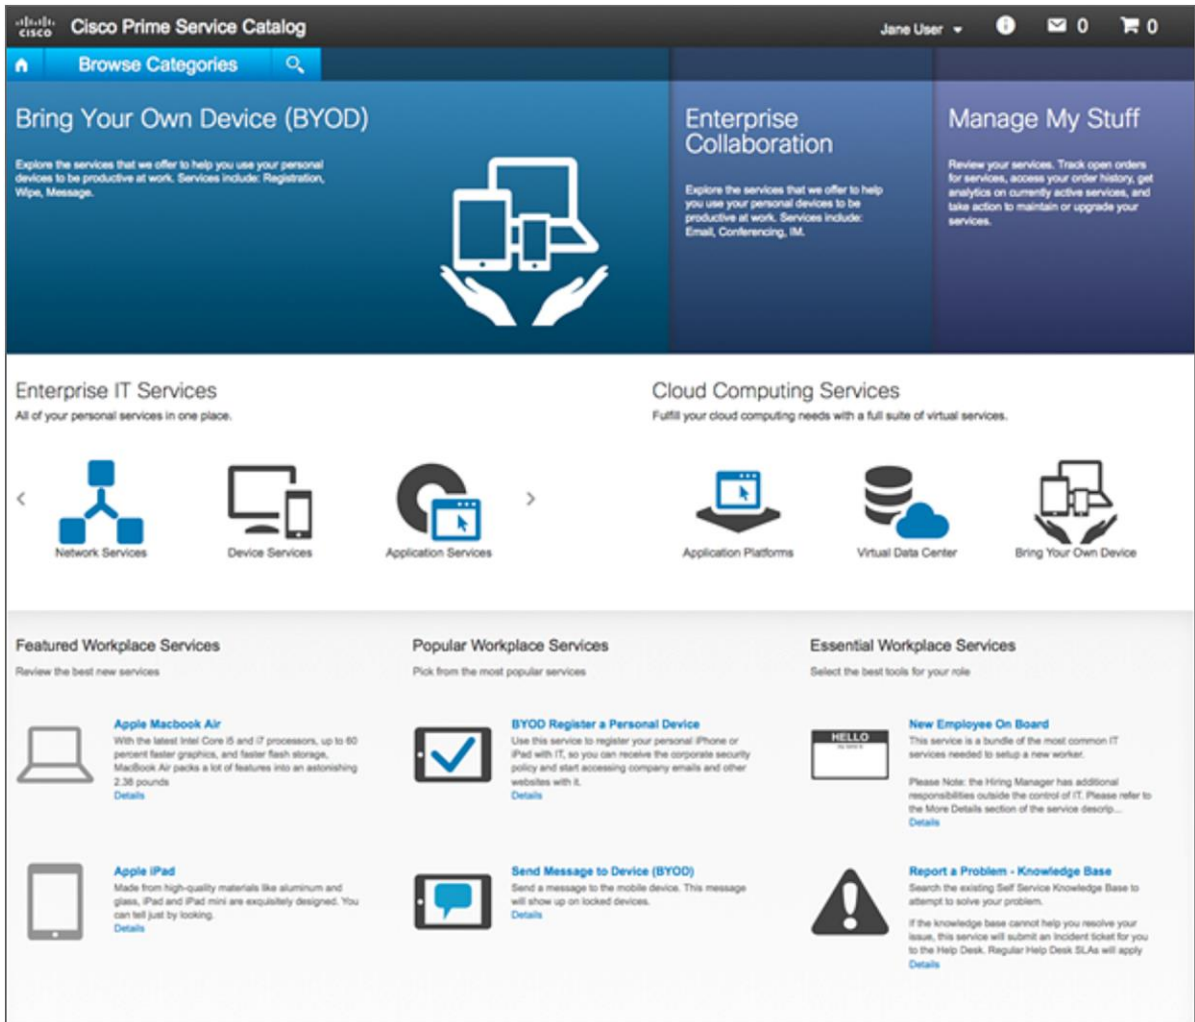 CISCO Cisco Prime Service Catalog
Jane User
0
0
Browse Categories
Bring Your Own Device (BYOD)
Explore the services that we offer to help you use your personal
devices to be productive at work. Services include: Registration,
Wipe, Message.
Enterprise
Collaboration
Explore the services that we offer to help
you use your personal devices to be
productive at work. Services include:
Email, Conferencing, IM.
Manage My Stuff
Review your services. Track open orders
for services, access your order history, get
analytics on currently active services, and
take action to maintain or upgrade your
services.
Enterprise IT Services
All of your personal services in one place.
Network Services
Device Services
Application Services
Cloud Computing Services
Fulfill your cloud computing needs with a full suite of virtual services.
Application Platforms
Virtual Data Center
Bring Your Own Device
Featured Workplace Services
Review the best new services
Apple Macbook Air
With the latest Intel Core i5 and i7 processors, up to 60
percent faster graphics, and faster flash storage,
MacBook Air packs a lot of features into an astonishing
2.38 pounds
Details
Apple iPad
Made from high-quality materials like aluminum and
glass, iPad and iPad mini are exquisitely designed. You
can tell just by looking.
Details
Popular Workplace Services
Pick from the most popular services
BYOD Register a Personal Device
Use this service to register your personal iPhone or
iPad with IT, so you can receive the corporate security
policy and start accessing company emails and other
websites with it.
Details
Send Message to Device (BYOD)
Send a message to the mobile device. This message
will show up on locked devices.
Details
Essential Workplace Services
Select the best tools for your role
HELLO
New Employee On Board
This service is a bundle of the most common IT
services needed to setup a new worker.
Please Note: the Hiring Manager has additional
responsibilities outside the control of IT. Please refer to
the More Details section of the service descrip...
Details
Report a Problem - Knowledge Base
Search the existing Self Service Knowledge Base to
attempt to solve your problem.
If the knowledge base cannot help you resolve your
issue, this service will submit an Incident ticket for you
to the Help Desk. Regular Help Desk SLAs will apply
Details